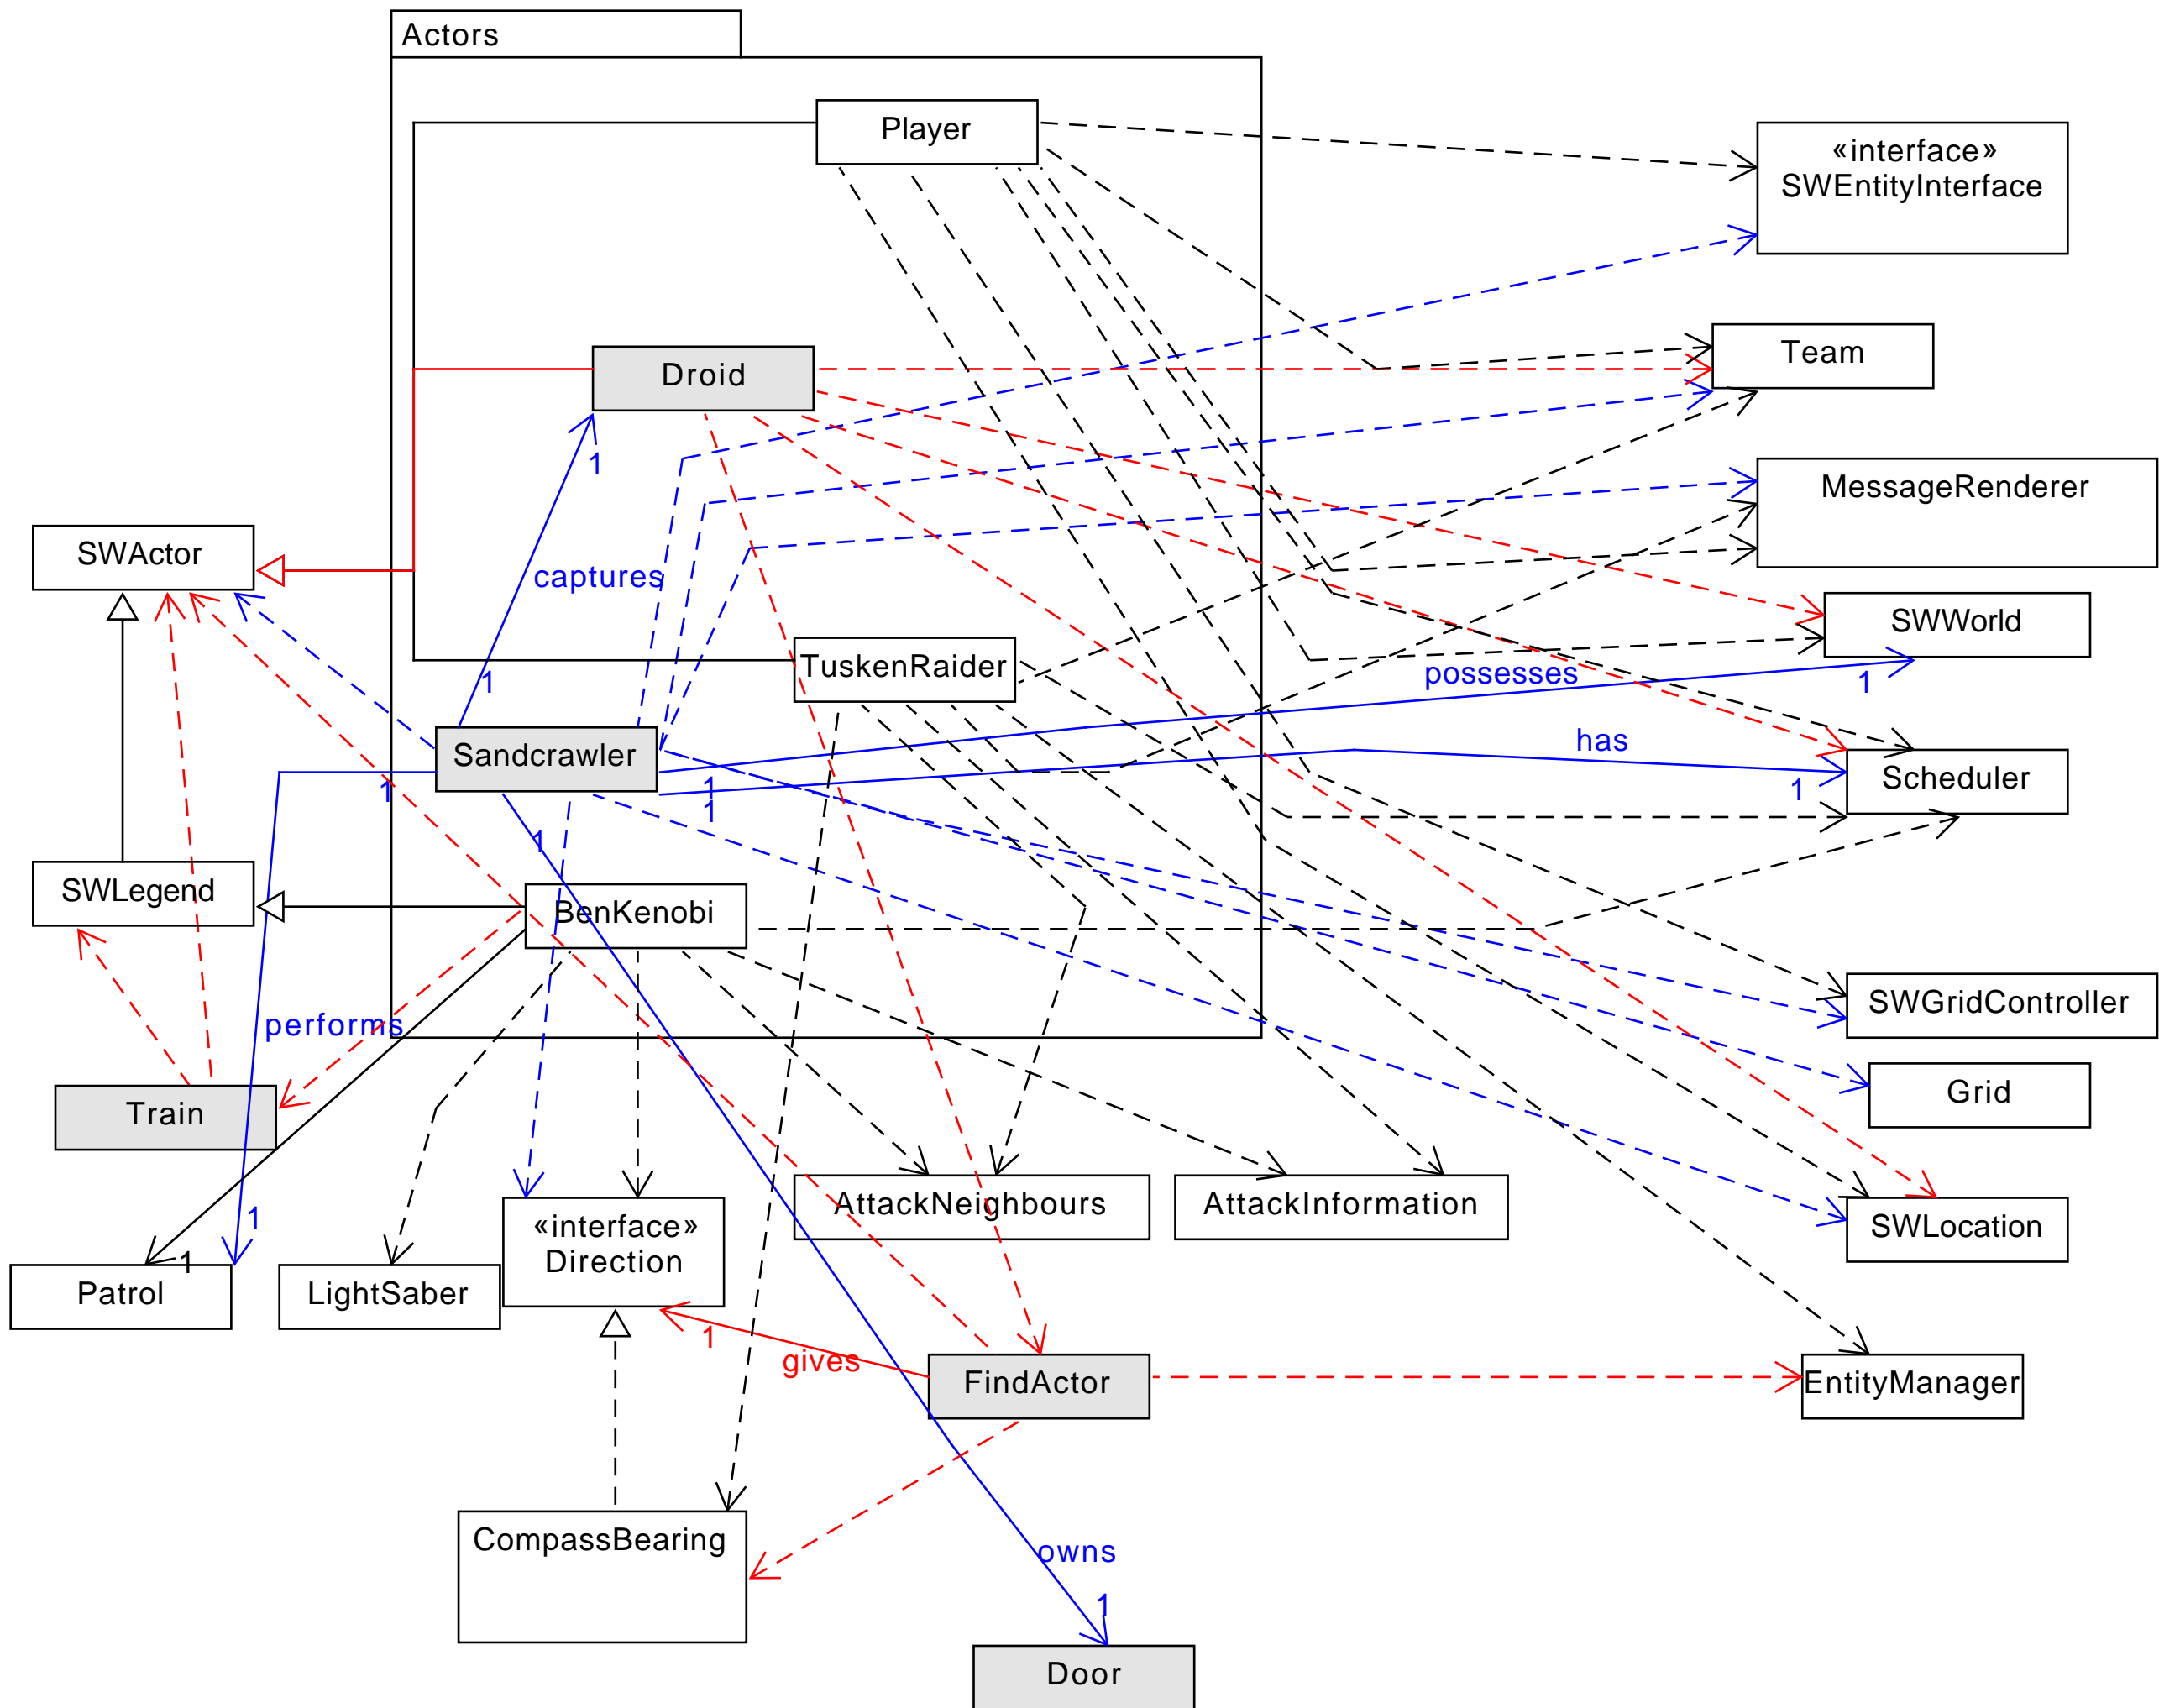 Actors
Player
«interface»
SWEntityInterface
Team
Droid
1
MessageRenderer
SWActor
captures
SWWorld
TuskenRaider
possesses
1
1
Sandcrawler
has
Scheduler
1
1
1
1
1
SWLegend
BenKenobi
performs
SWGridController
Grid
Train
AttackNeighbours
AttackInformation
1
«interface»
Direction
SWLocation
1
Patrol
LightSaber
1
gives
FindActor
EntityManager
CompassBearing
owns
1
Door